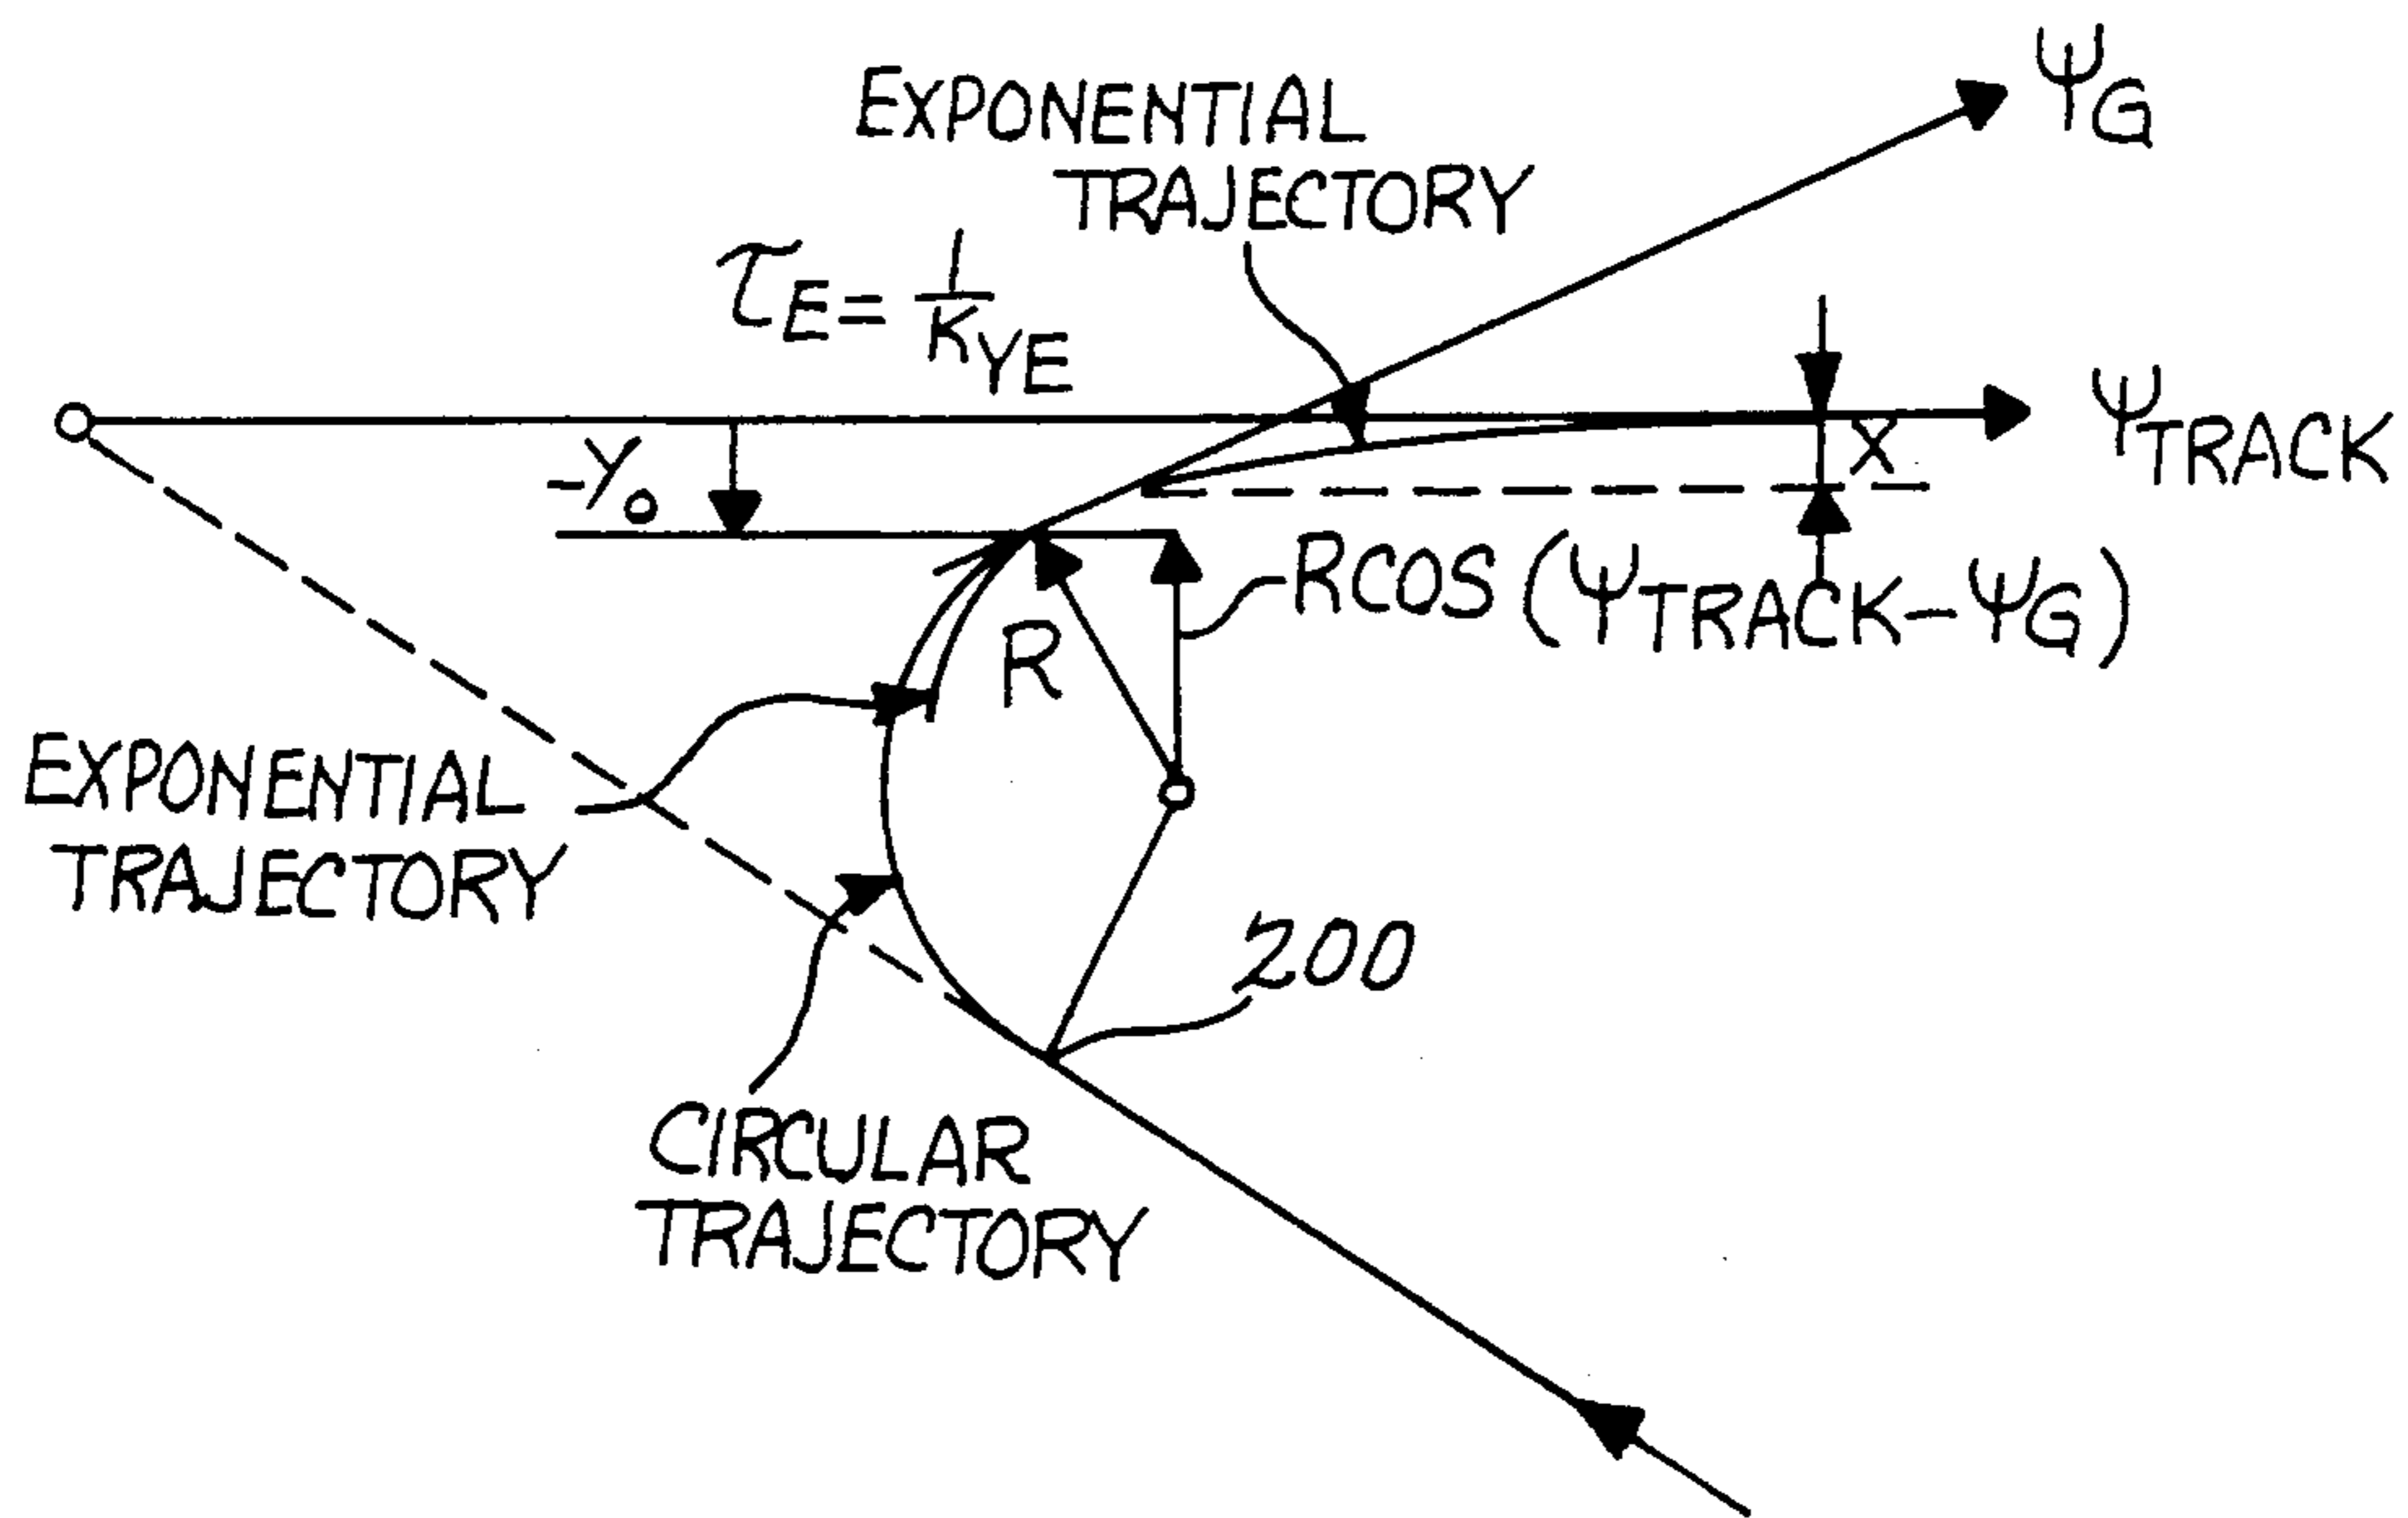 EXPONENTIAL
TRAJECTORY
ΨG
τE = 1/KYE
ΨTRACK
-Y0
X
RCOS (ΨTRACK-ΨG)
R
EXPONENTIAL
TRAJECTORY
200
CIRCULAR
TRAJECTORY